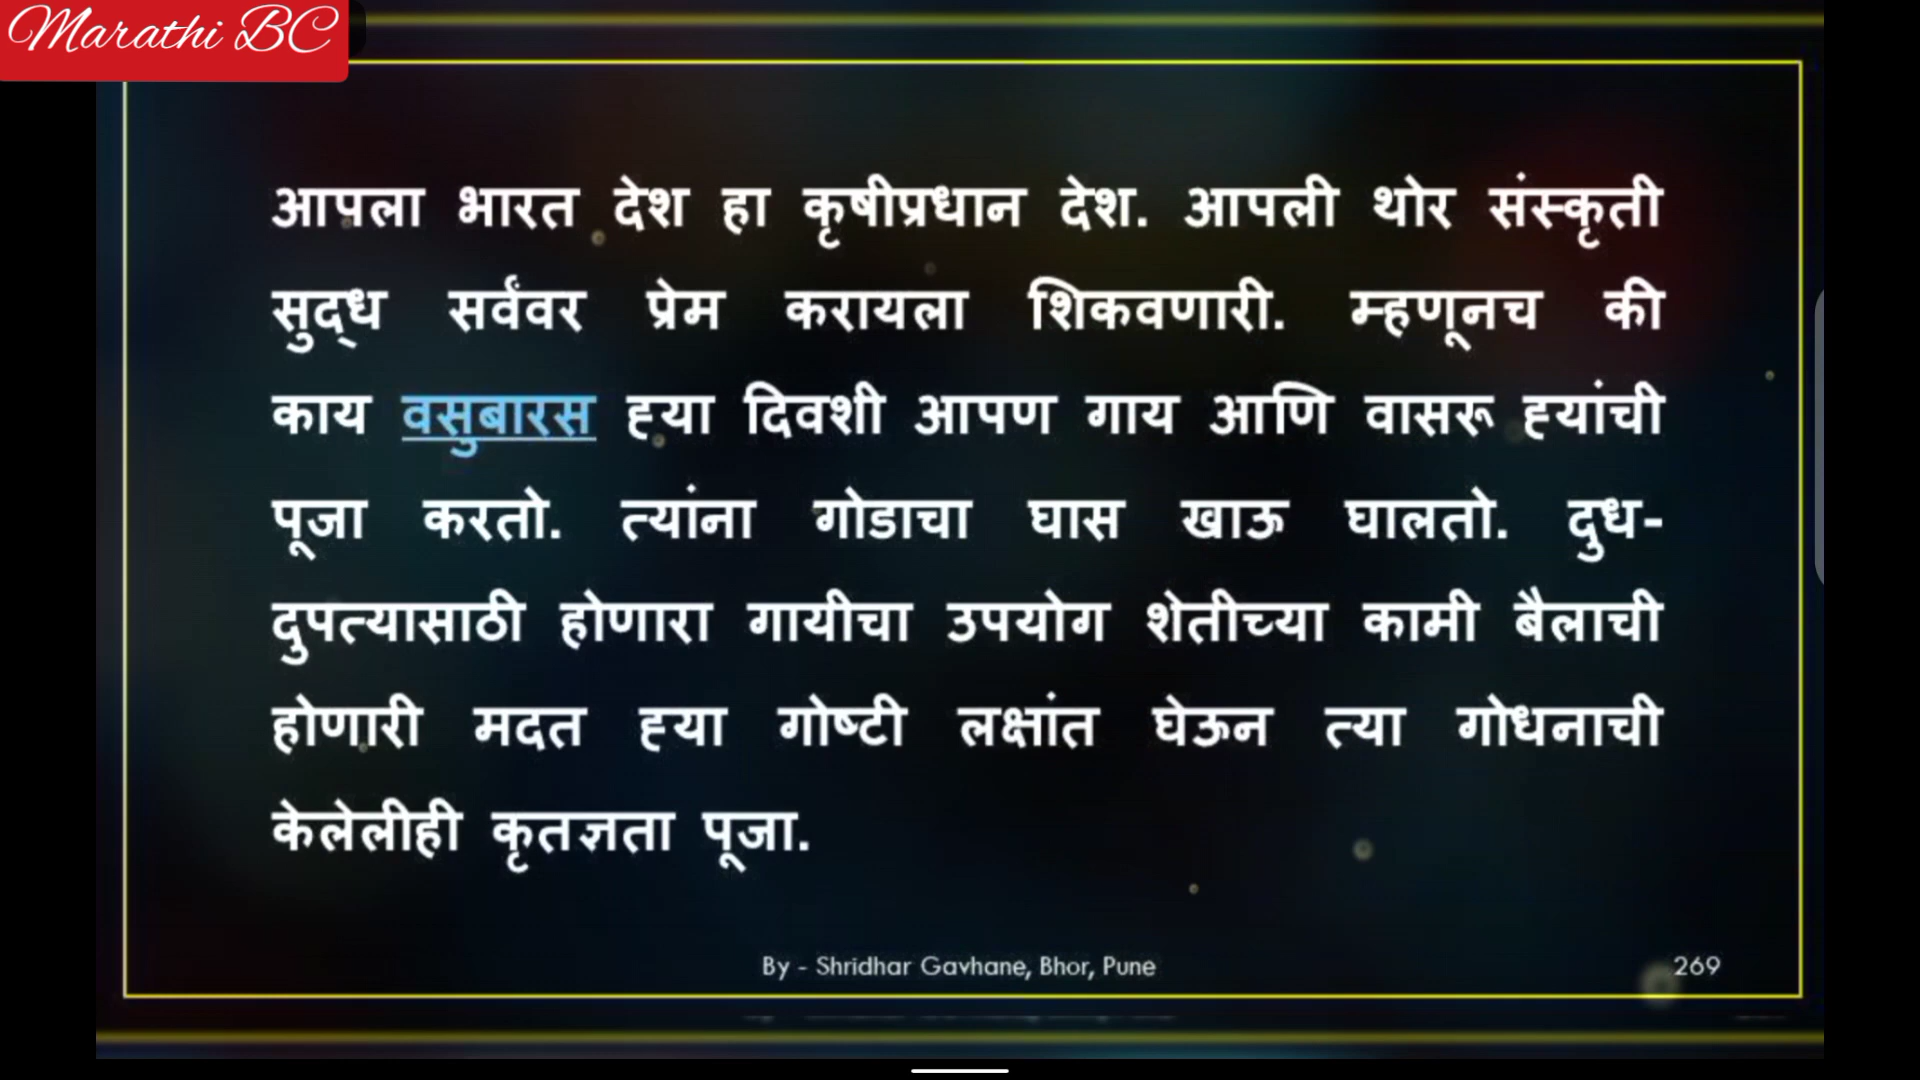 Marathi BC
आपला भारत देश हा कृषीप्रधान देश. आपली थोर संस्कृती
सुद्ध सर्वंवर प्रेम करायला शिकवणारी. म्हणूनच की
काय वसुबारस ह्या दिवशी आपण गाय आणि वासरू ह्यांची
पूजा करतो. त्यांना गोडाचा घास खाऊ घालतो. दुध-
दुपत्यासाठी होणारा गायीचा उपयोग शेतीच्या कामी बैलाची
होणारी मदत ह्या गोष्टी लक्षांत घेऊन त्या गोधनाची
केलेलीही कृतज्ञता पूजा.
By - Shridhar Gavhane, Bhor, Pune
269